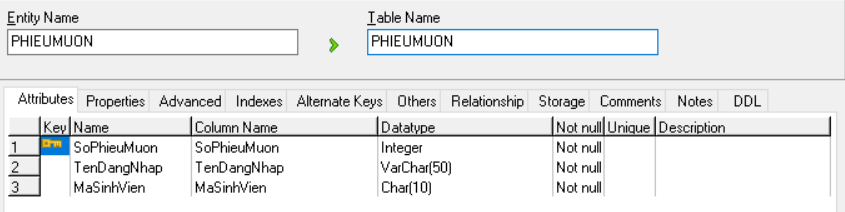 Entity Name Table Name
PHIEUMUON PHIEUMUON
Attributes Properties Advanced Indexes Alternate Keys Others Relationship Storage Comments Notes DDL
Key Name Column Name Datatype Not null Unique Description
1 SoPhieuMuon SoPhieuMuon Integer Not null
2 TenDangNhap TenDangNhap VarChar(50) Not null
3 MaSinhVien MaSinhVien Char(10) Not null